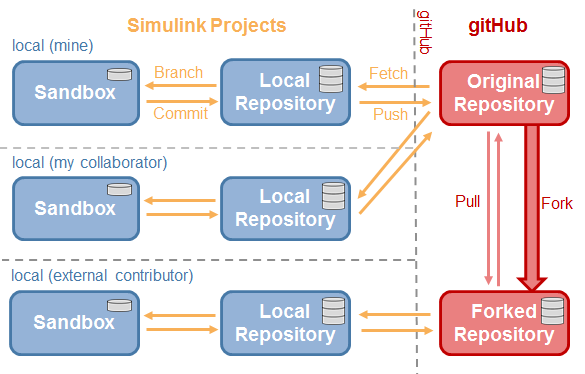 Simulink Projects
gitHub
gitHub
local (mine)
Sandbox
Branch
Commit
Local
Repository
Fetch
Push
Original
Repository
local (my collaborator)
Sandbox
Local
Repository
Pull
Fork
local (external contributor)
Sandbox
Local
Repository
Forked
Repository